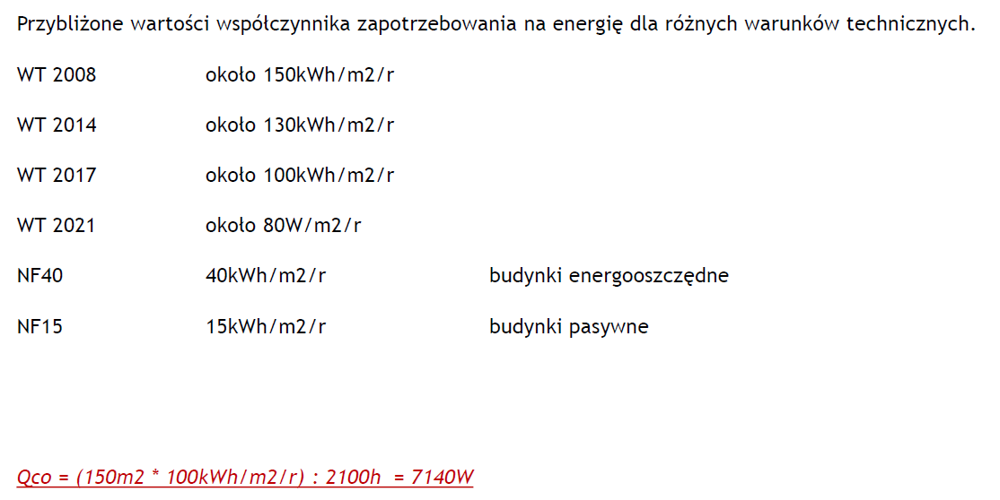 Przybliżone wartości współczynnika zapotrzebowania na energię dla różnych warunków technicznych.
WT 2008 około 150kWh/m2/r
WT 2014 około 130kWh/m2/r
WT 2017 około 100kWh/m2/r
WT 2021 około 80W/m2/r
NF40 40kWh/m2/r budynki energooszczędne
NF15 15kWh/m2/r budynki pasywne
Qco = (150m2 * 100kWh/m2/r) : 2100h = 7140W